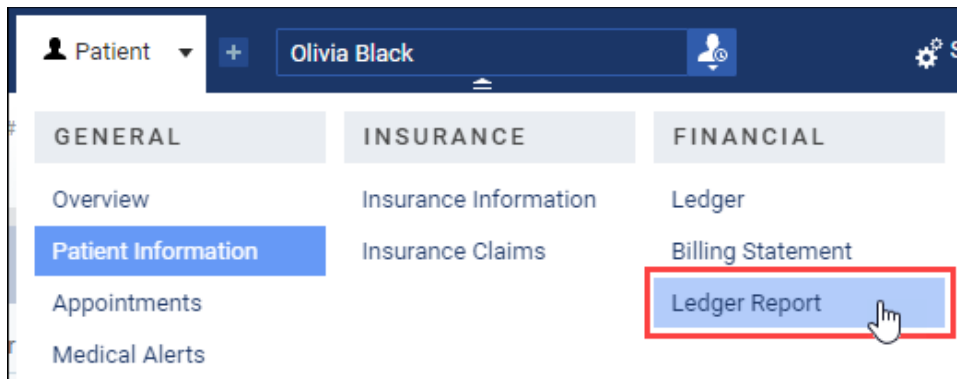 Patient
+
Olivia Black
S
#
GENERAL
INSURANCE
FINANCIAL
Overview
Insurance Information
Ledger
Patient Information
Insurance Claims
Billing Statement
Appointments
Ledger Report
r
Medical Alerts